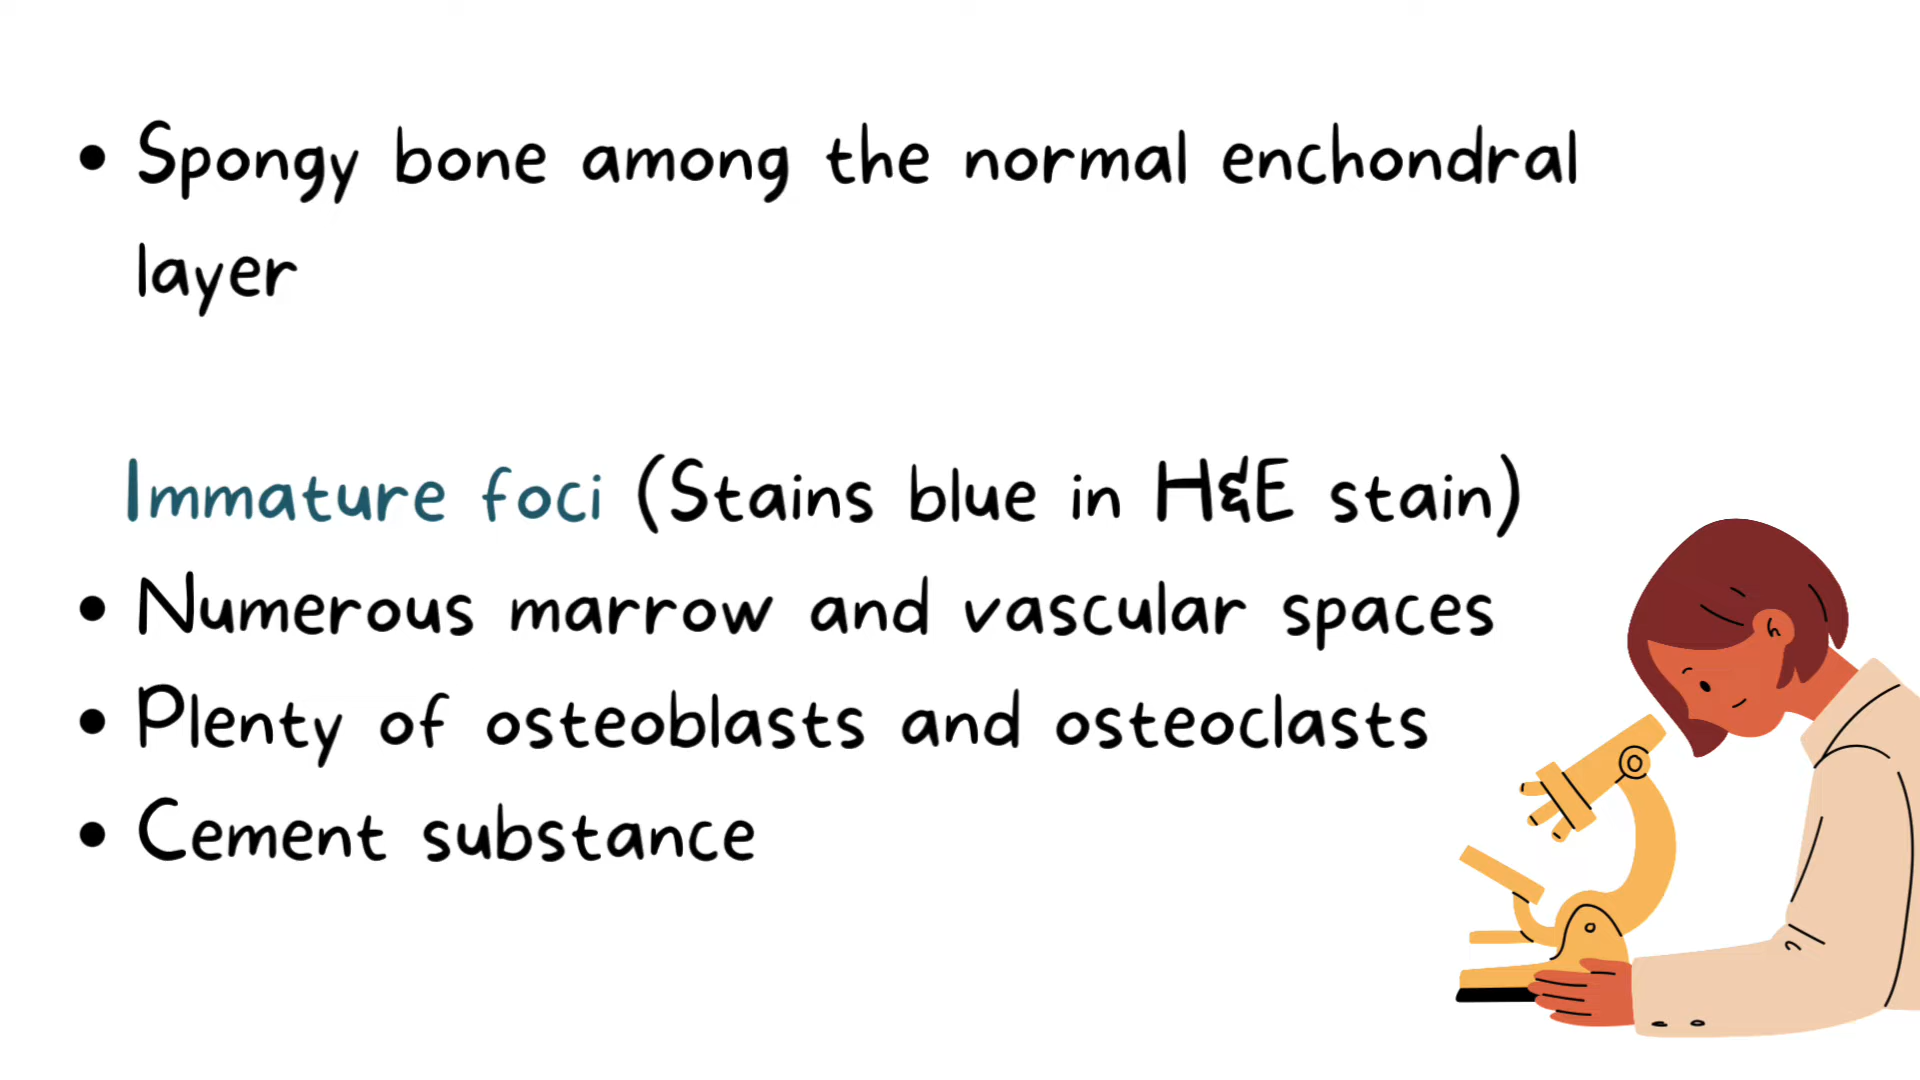 • Spongy bone among the normal enchondral
layer
Immature foci (Stains blue in H&E stain)
• Numerous marrow and vascular spaces
• Plenty of osteoblasts and osteoclasts
• Cement substance